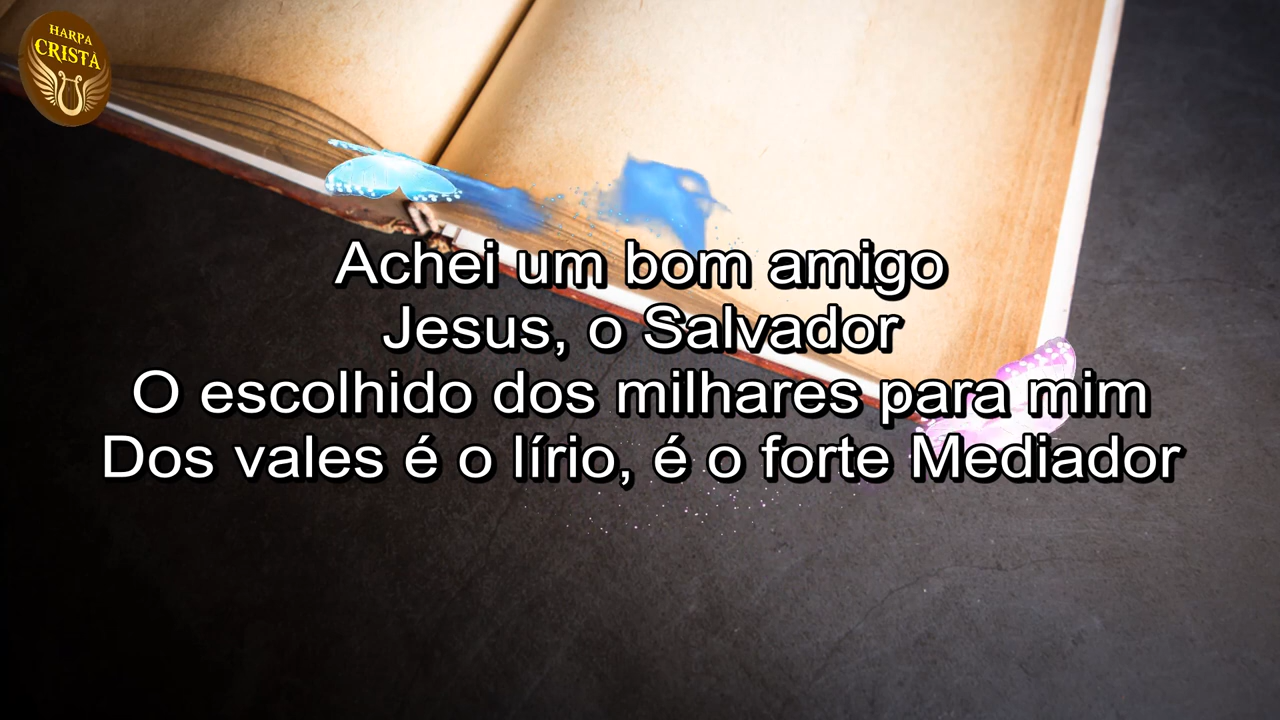 HARPA
CRISTÃ
Achei um bom amigo
Jesus, o Salvador
O escolhido dos milhares para mim
Dos vales é o lírio, é o forte Mediador